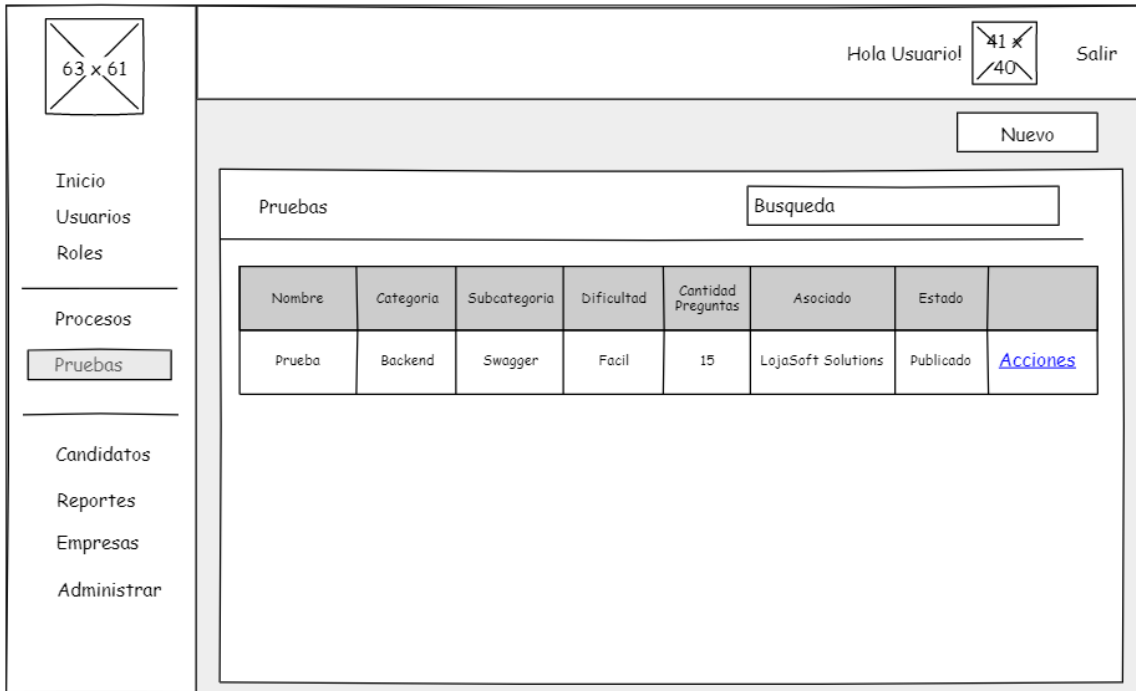 63 x 61
Hola Usuario!
41 x
40
Salir
Nuevo
Inicio
Usuarios
Roles
Procesos
Pruebas
Candidatos
Reportes
Empresas
Administrar
Pruebas
Busqueda
Nombre
Categoria
Subcategoria
Dificultad
Cantidad
Preguntas
Asociado
Estado
Prueba
Backend
Swagger
Facil
15
LojaSoft Solutions
Publicado
Acciones